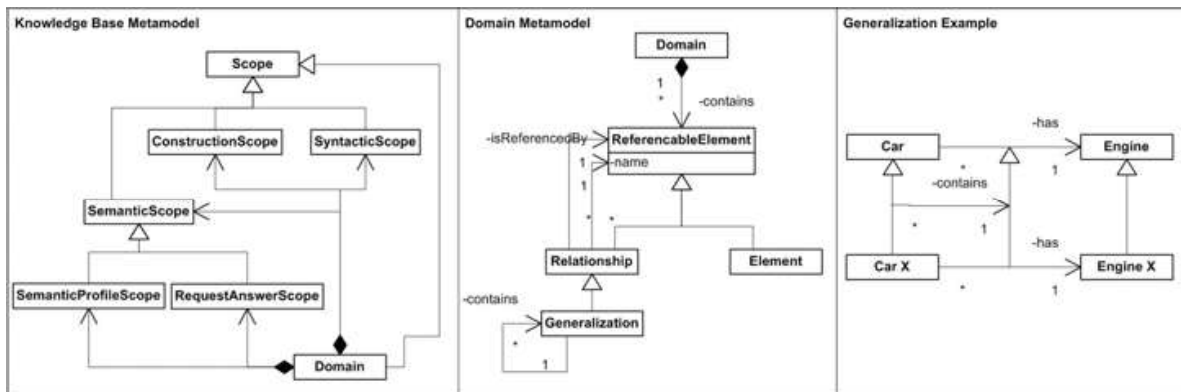 Knowledge Base Metamodel
Scope
ConstructionScope
SyntacticScope
SemanticScope
SemanticProfileScope
RequestAnswerScope
Domain
Domain Metamodel
Domain
1
*
-contains
-isReferencedBy
ReferencableElement
1
-name
1
*
*
Relationship
Element
-contains
Generalization
*
1
Generalization Example
-has
Car
Engine
*
1
-contains
*
1
-has
Car X
Engine X
*
1